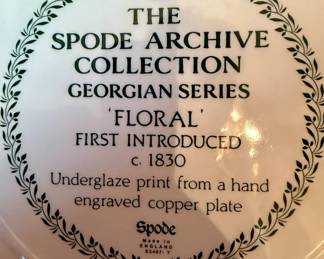 THE
SPODE ARCHIVE
COLLECTION
GEORGIAN SERIES
'FLORAL'
FIRST INTRODUCED
c. 1830
Underglaze print from a hand
engraved copper plate
Spode
Made in
ENGLAND